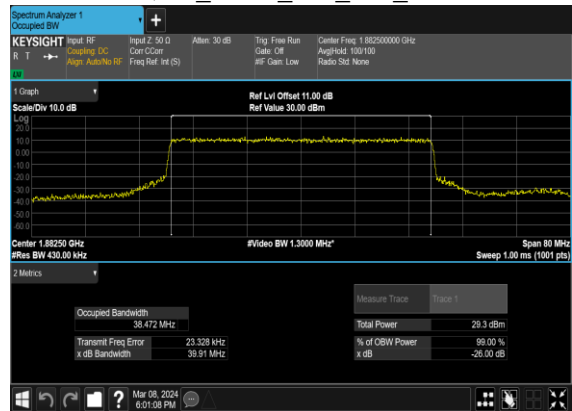 Spectrum Analyzer 1
Occupied BW
+
KEYSIGHT Input: RF Input Z: 50 Ω Atten: 30 dB Trig: Free Run Center Freq: 1.882500000 GHz
R T Coupling: DC Corr CCorr Gate: Off Avg|Hold: 100/100
Align: Auto/No RF Freq Ref: Int (S) #IF Gain: Low Radio Std: None
1 Graph
Ref Lvl Offset 11.00 dB
Scale/Div 10.0 dB Ref Value 30.00 dBm
Log
20.0
10.0
0.00
-10.0
-20.0
-30.0
-40.0
-50.0
-60.0
Center 1.88250 GHz #Video BW 1.3000 MHz* Span 80 MHz
#Res BW 430.00 kHz Sweep 1.00 ms (1001 pts)
2 Metrics
Measure Trace Trace 1
Occupied Bandwidth
38.472 MHz Total Power 29.3 dBm
Transmit Freq Error 23.328 kHz % of OBW Power 99.00 %
x dB Bandwidth 39.91 MHz x dB -26.00 dB
? Mar 08, 2024
6:01:08 PM